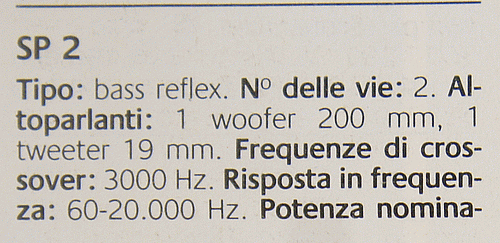 SP 2
Tipo: bass reflex. Nº delle vie: 2. Al-
toparlanti: 1 woofer 200 mm, 1
tweeter 19 mm. Frequenze di cros-
sover: 3000 Hz. Risposta in frequen-
za: 60-20.000 Hz. Potenza nomina-